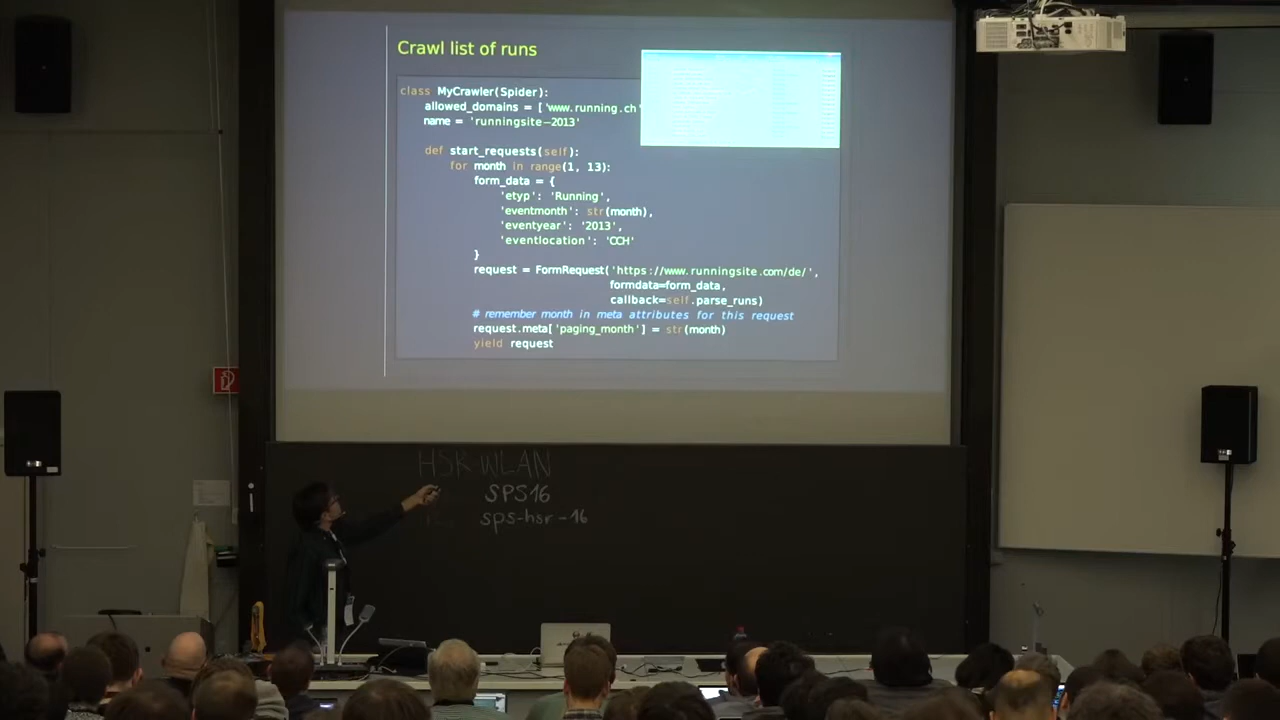 Crawl list of runs
class MyCrawler(Spider):
allowed_domains = ['www.running.ch'
name = 'runningsite-2013'
def start_requests(self):
for month in range(1, 13):
form_data = {
'etyp': 'Running',
'eventmonth': str(month),
'eventyear': '2013',
'eventlocation': 'CCH'
}
request = FormRequest('https://www.runningsite.com/de/',
formdata=form_data,
callback=self.parse_runs)
# remember month in meta attributes for this request
request.meta['paging_month'] = str(month)
yield request
HSR WLAN
SPS16
sps-hsr-16